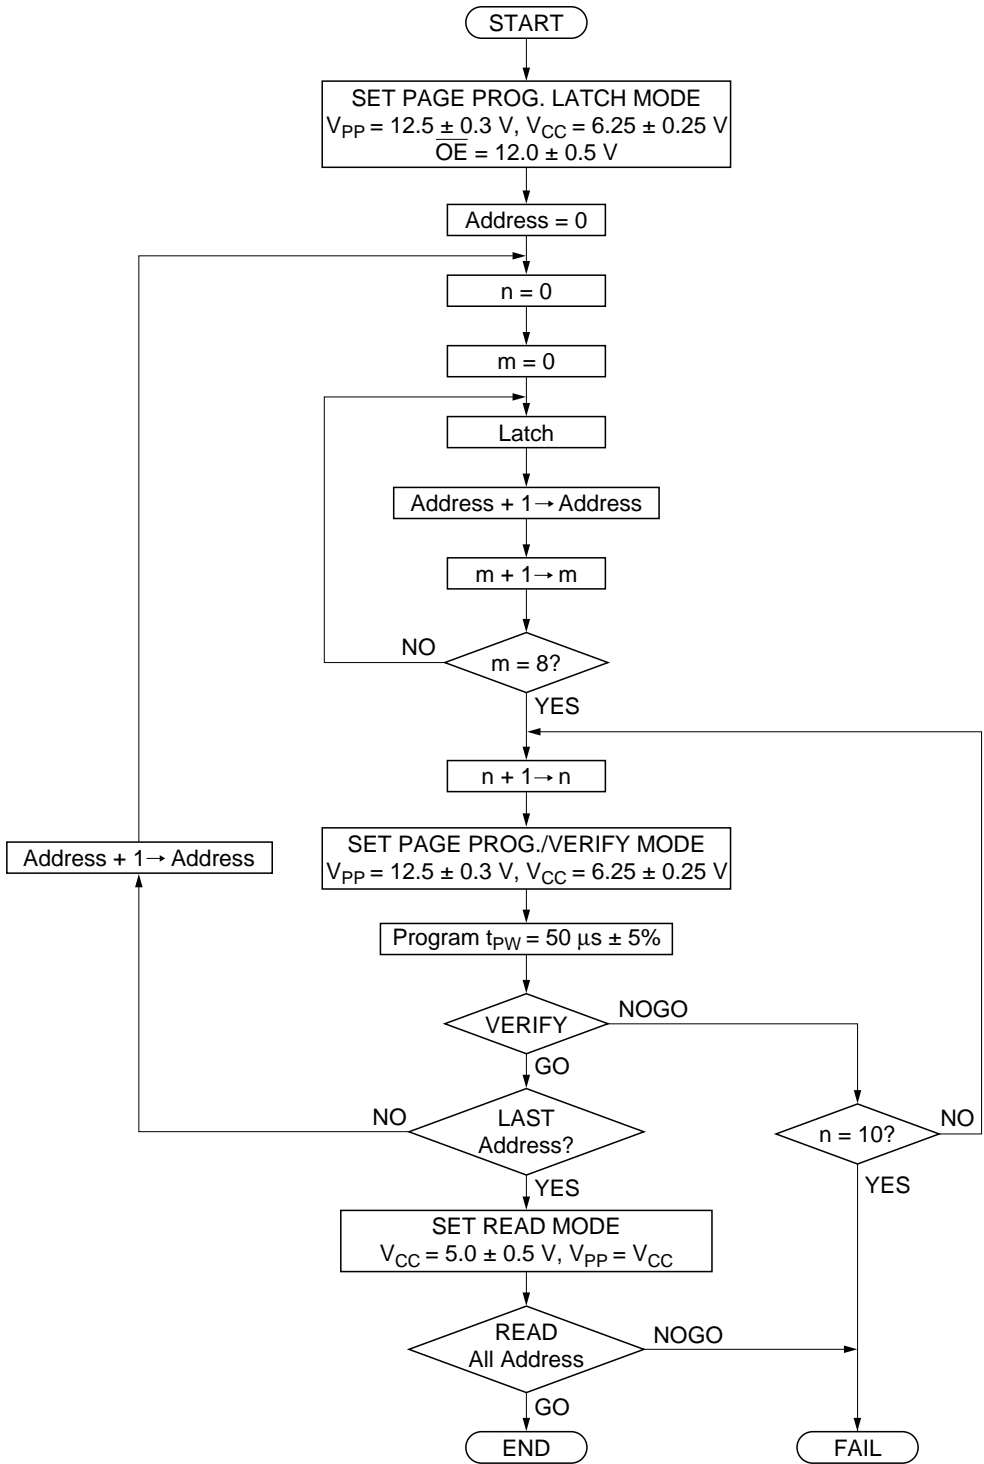 START
SET PAGE PROG. LATCH MODE
VPP = 12.5 ± 0.3 V, VCC = 6.25 ± 0.25 V
O̅E̅ = 12.0 ± 0.5 V
Address = 0
n = 0
m = 0
Latch
Address + 1→ Address
m + 1→ m
NO
m = 8?
YES
n + 1→ n
SET PAGE PROG./VERIFY MODE
VPP = 12.5 ± 0.3 V, VCC = 6.25 ± 0.25 V
Address + 1→ Address
Program tPW = 50 μs ± 5%
VERIFY
NOGO
GO
NO
LAST
Address?
YES
n = 10?
NO
YES
SET READ MODE
VCC = 5.0 ± 0.5 V, VPP = VCC
READ
All Address
NOGO
GO
END
FAIL